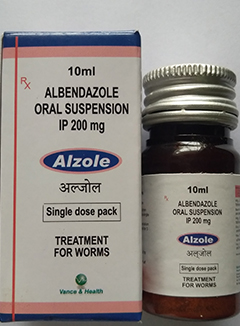 Rx
10ml
ALBENDAZOLE
ORAL SUSPENSION
IP 200 mg
Alzole
अल्जोल
Single dose pack
TREATMENT
FOR WORMS
Vance & Health
10ml
ALBENDAZOLE
ORAL SUSPENSION
IP 200 mg
Alzole
अल्जोल
Single dose pack
TREATMENT
FOR WORMS